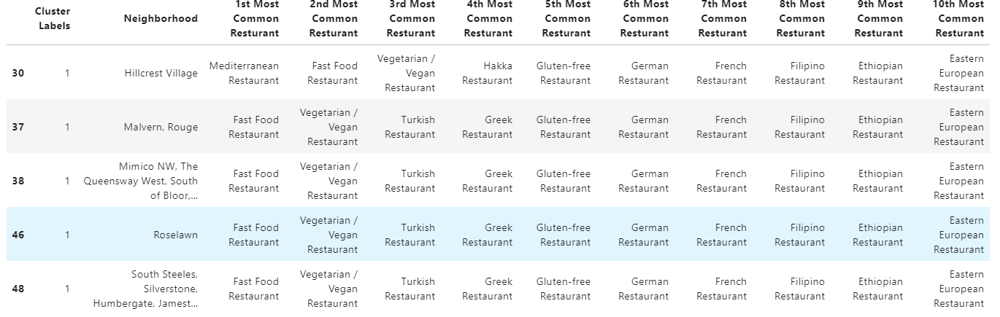 Cluster Labels Neighborhood 1st Most Common Resturant 2nd Most Common Resturant 3rd Most Common Resturant 4th Most Common Resturant 5th Most Common Resturant 6th Most Common Resturant 7th Most Common Resturant 8th Most Common Resturant 9th Most Common Resturant 10th Most Common Resturant
30 1 Hillcrest Village Mediterranean Restaurant Fast Food Restaurant Vegetarian / Vegan Restaurant Hakka Restaurant Gluten-free Restaurant German Restaurant French Restaurant Filipino Restaurant Ethiopian Restaurant Eastern European Restaurant
37 1 Malvern, Rouge Fast Food Restaurant Vegetarian / Vegan Restaurant Turkish Restaurant Greek Restaurant Gluten-free Restaurant German Restaurant French Restaurant Filipino Restaurant Ethiopian Restaurant Eastern European Restaurant
38 1 Mimico NW, The Queensway West, South of Bloor,... Fast Food Restaurant Vegetarian / Vegan Restaurant Turkish Restaurant Greek Restaurant Gluten-free Restaurant German Restaurant French Restaurant Filipino Restaurant Ethiopian Restaurant Eastern European Restaurant
46 1 Roselawn Fast Food Restaurant Vegetarian / Vegan Restaurant Turkish Restaurant Greek Restaurant Gluten-free Restaurant German Restaurant French Restaurant Filipino Restaurant Ethiopian Restaurant Eastern European Restaurant
48 1 South Steeles, Silverstone, Humbergate, Jamest... Fast Food Restaurant Vegetarian / Vegan Restaurant Turkish Restaurant Greek Restaurant Gluten-free Restaurant German Restaurant French Restaurant Filipino Restaurant Ethiopian Restaurant Eastern European Restaurant